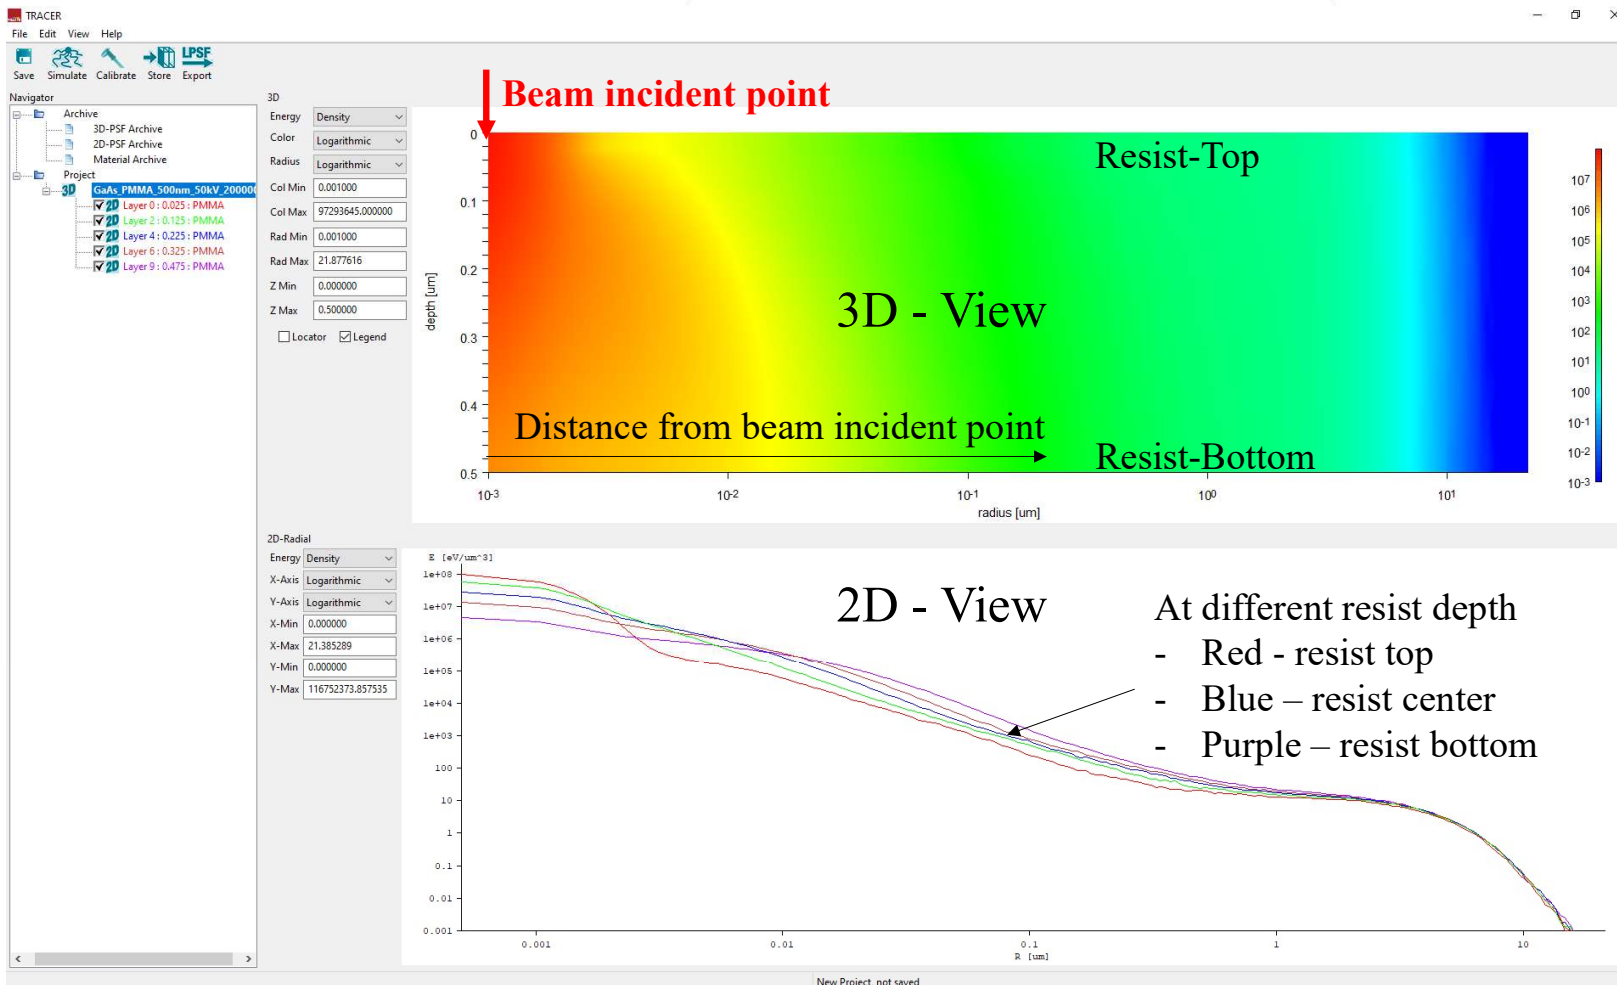 TRACER
File Edit View Help
LPSF
Save Simulate Calibrate Store Export
Navigator
Archive
3D-PSF Archive
2D-PSF Archive
Material Archive
Project
3D GaAs_PMMA_500nm_50kV_200000
2D Layer 0 : 0.025 : PMMA
2D Layer 2 : 0.125 : PMMA
2D Layer 4 : 0.225 : PMMA
2D Layer 6 : 0.325 : PMMA
2D Layer 9 : 0.475 : PMMA
3D
Energy Density
Color Logarithmic
Radius Logarithmic
Col Min 0.001000
Col Max 97293645.000000
Rad Min 0.001000
Rad Max 21.877616
Z Min 0.000000
Z Max 0.500000
Locator Legend
Beam incident point
Resist-Top
3D - View
Distance from beam incident point
Resist-Bottom
depth [um]
0
0.1
0.2
0.3
0.4
0.5
10-3 10-2 10-1 100 101
radius [um]
107
106
105
104
103
102
101
100
10-1
10-2
10-3
2D-Radial
Energy Density
X-Axis Logarithmic
Y-Axis Logarithmic
X-Min 0.000000
X-Max 21.385289
Y-Min 0.000000
Y-Max 116752373.857535
E [eV/um^3]
1e+08
1e+07
1e+06
1e+05
1e+04
1e+03
100
10
1
0.1
0.01
0.001
0.001 0.01 0.1 1 10
R [um]
2D - View
At different resist depth
- Red - resist top
- Blue – resist center
- Purple – resist bottom
New Project, not saved